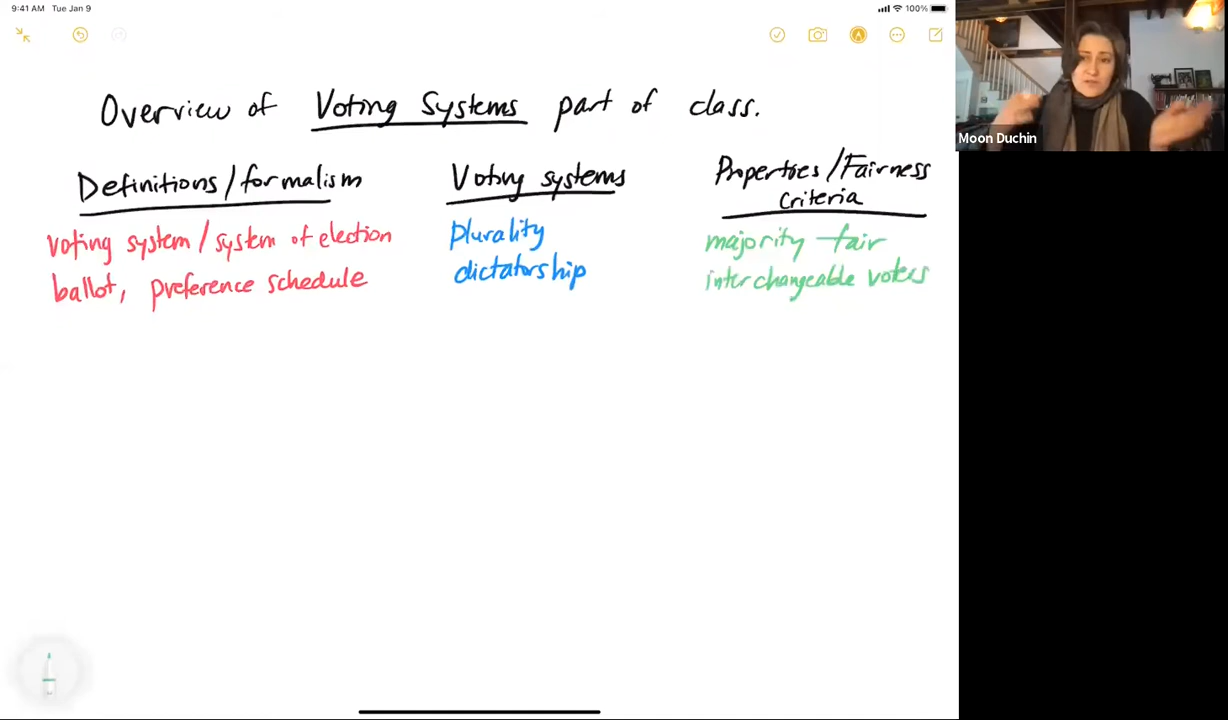 9:41 AM Tue Jan 9
100%
Overview of Voting Systems part of class.
Moon Duchin
Definitions/formalism
voting system/system of election
ballot, preference schedule
Voting systems
plurality
dictatorship
Properties/Fairness
criteria
majority fair
interchangeable voters